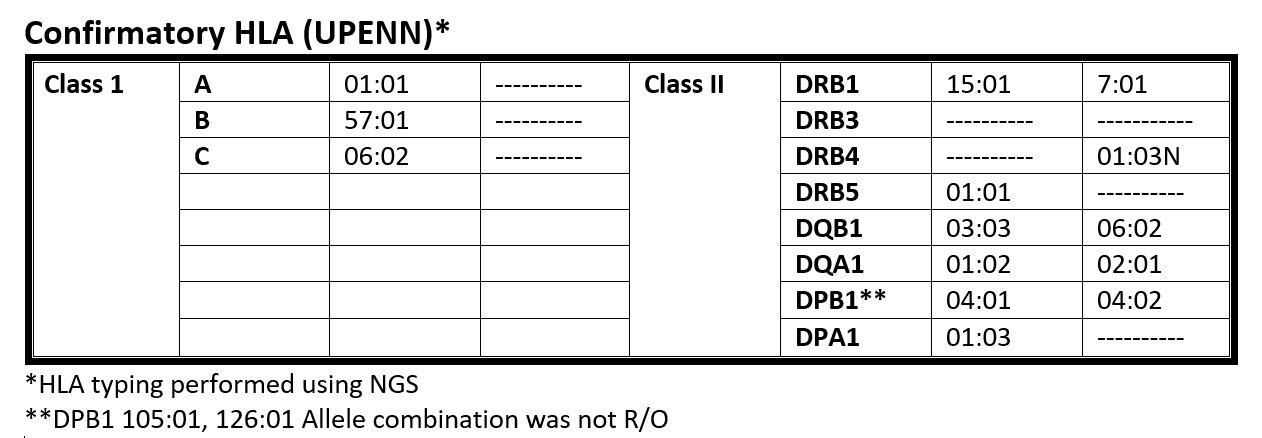 Confirmatory HLA (UPENN)*
Class 1 A 01:01 ---------- Class II DRB1 15:01 7:01
B 57:01 ---------- DRB3 ---------- -----------
C 06:02 ---------- DRB4 ---------- 01:03N
DRB5 01:01 ----------
DQB1 03:03 06:02
DQA1 01:02 02:01
DPB1** 04:01 04:02
DPA1 01:03 ----------
*HLA typing performed using NGS
**DPB1 105:01, 126:01 Allele combination was not R/O